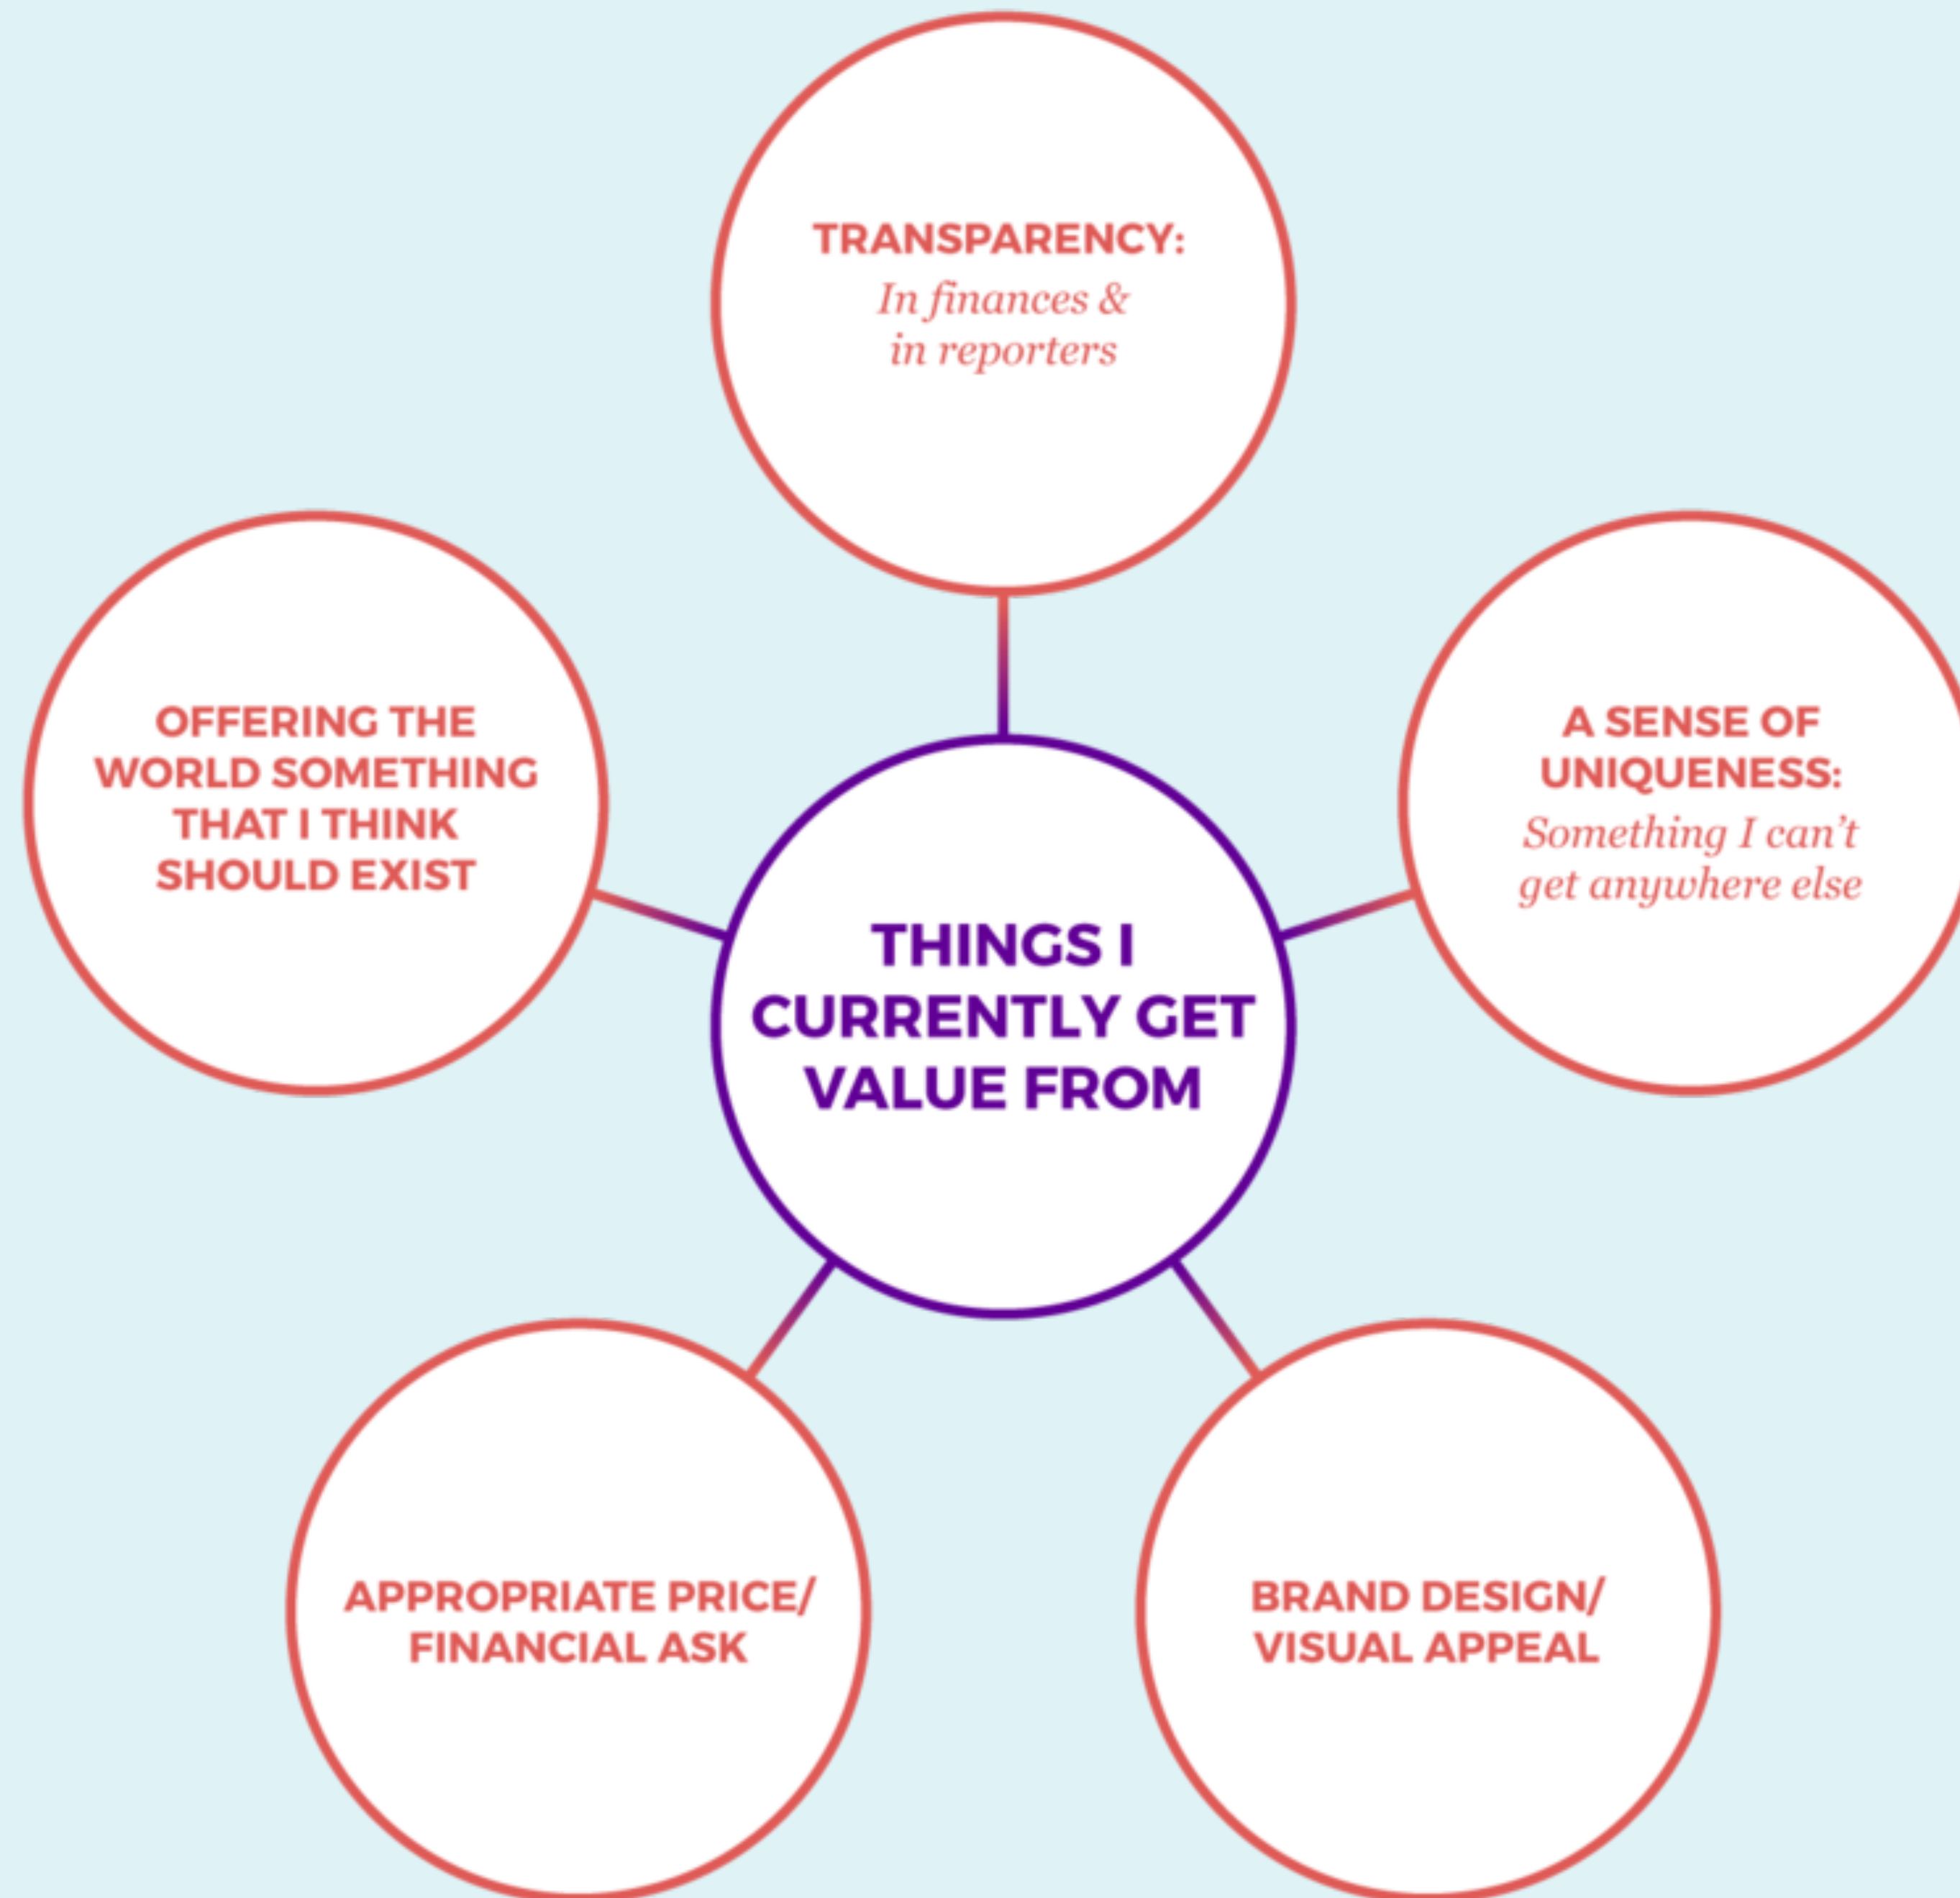 TRANSPARENCY:
In finances &
in reporters
OFFERING THE
WORLD SOMETHING
THAT I THINK
SHOULD EXIST
A SENSE OF
UNIQUENESS:
Something I can't
get anywhere else
THINGS I
CURRENTLY GET
VALUE FROM
APPROPRIATE PRICE/
FINANCIAL ASK
BRAND DESIGN/
VISUAL APPEAL